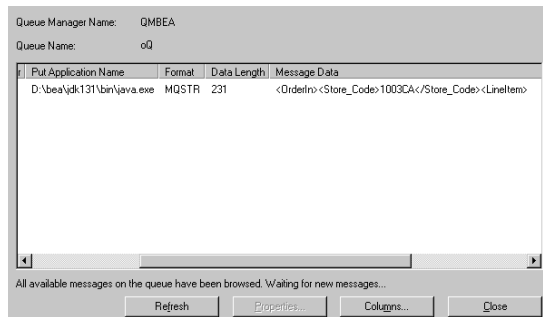 Queue Manager Name: QMBEA
Queue Name: oQ
r Put Application Name Format Data Length Message Data
D:\bea\jdk131\bin\java.exe MQSTR 231 <OrderIn><Store_Code>1003CA</Store_Code><LineItem>
All available messages on the queue have been browsed. Waiting for new messages...
Refresh Properties... Columns... Close